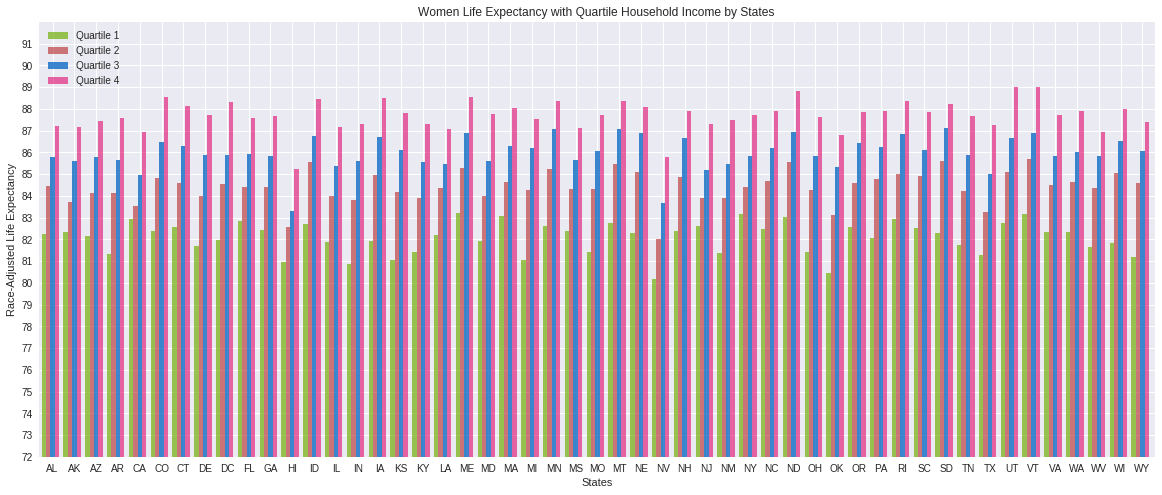 Women Life Expectancy with Quartile Household Income by States
Quartile 1
Quartile 2
Quartile 3
Quartile 4
Race-Adjusted Life Expectancy
91
90
89
88
87
86
85
84
83
82
81
80
79
78
77
76
75
74
73
72
AL AK AZ AR CA CO CT DE DC FL GA HI ID IL IN IA KS KY LA ME MD MA MI MN MS MO MT NE NV NH NJ NM NY NC ND OH OK OR PA RI SC SD TN TX UT VT VA WA WV WI WY
States